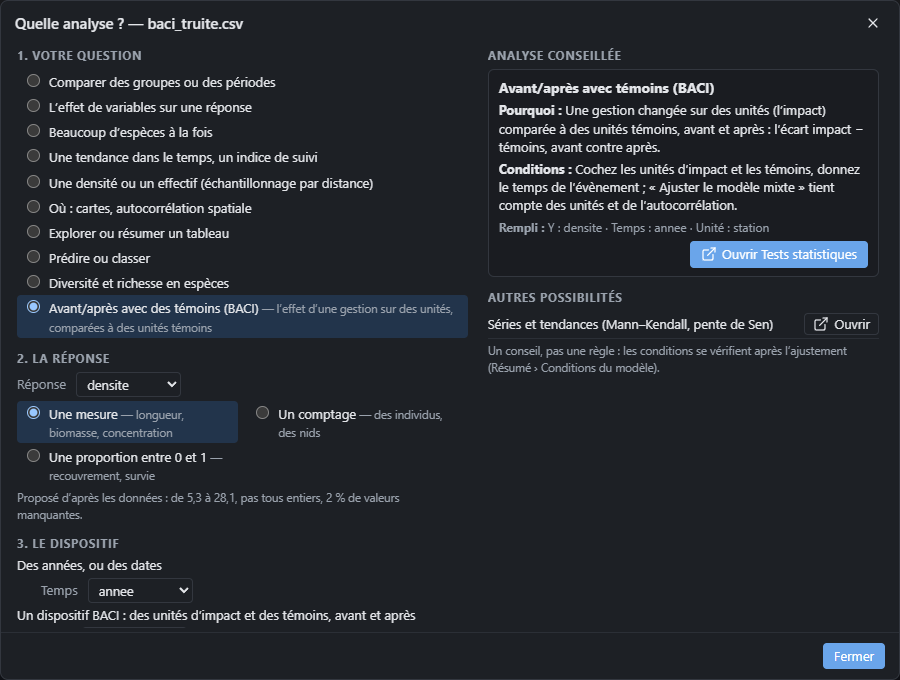 Quelle analyse ? — baci_truite.csv
1. VOTRE QUESTION
Comparer des groupes ou des périodes
L’effet de variables sur une réponse
Beaucoup d’espèces à la fois
Une tendance dans le temps, un indice de suivi
Une densité ou un effectif (échantillonnage par distance)
Où : cartes, autocorrélation spatiale
Explorer ou résumer un tableau
Prédire ou classer
Diversité et richesse en espèces
Avant/après avec des témoins (BACI) — l’effet d’une gestion sur des unités,
comparées à des unités témoins
2. LA RÉPONSE
Réponse densite
Une mesure — longueur,
biomasse, concentration
Un comptage — des individus,
des nids
Une proportion entre 0 et 1 —
recouvrement, survie
Proposé d’après les données : de 5,3 à 28,1, pas tous entiers, 2 % de valeurs
manquantes.
3. LE DISPOSITIF
Des années, ou des dates
Temps annee
Un dispositif BACI : des unités d’impact et des témoins, avant et après
ANALYSE CONSEILLÉE
Avant/après avec témoins (BACI)
Pourquoi : Une gestion changée sur des unités (l’impact)
comparée à des unités témoins, avant et après : l’écart impact −
témoins, avant contre après.
Conditions : Cochez les unités d’impact et les témoins, donnez
le temps de l’évènement ; « Ajuster le modèle mixte » tient
compte des unités et de l’autocorrélation.
Rempli : Y : densite · Temps : annee · Unité : station
Ouvrir Tests statistiques
AUTRES POSSIBILITÉS
Séries et tendances (Mann–Kendall, pente de Sen) Ouvrir
Un conseil, pas une règle : les conditions se vérifient après l’ajustement
(Résumé › Conditions du modèle).
Fermer